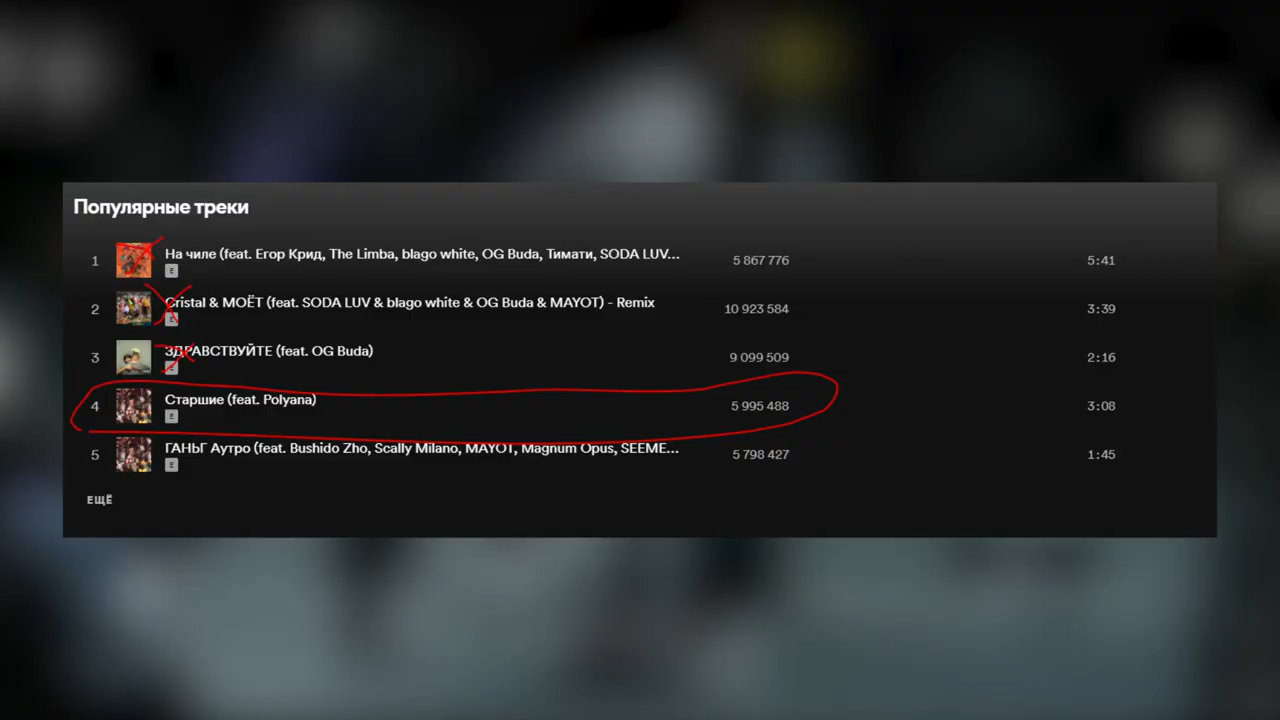 Популярные треки
1 На чиле (feat. Егор Крид, The Limba, blago white, OG Buda, Тимати, SODA LUV... 5 867 776 5:41
E
2 Cristal & МОЁТ (feat. SODA LUV & blago white & OG Buda & MAYOT) - Remix 10 923 584 3:39
E
3 ЗДРАВСТВУЙТЕ (feat. OG Buda) 9 099 509 2:16
E
4 Старшие (feat. Polyana) 5 995 488 3:08
E
5 ГАНЬГ Аутро (feat. Bushido Zho, Scally Milano, MAYOT, Magnum Opus, SEEME... 5 798 427 1:45
E
ЕЩЁ